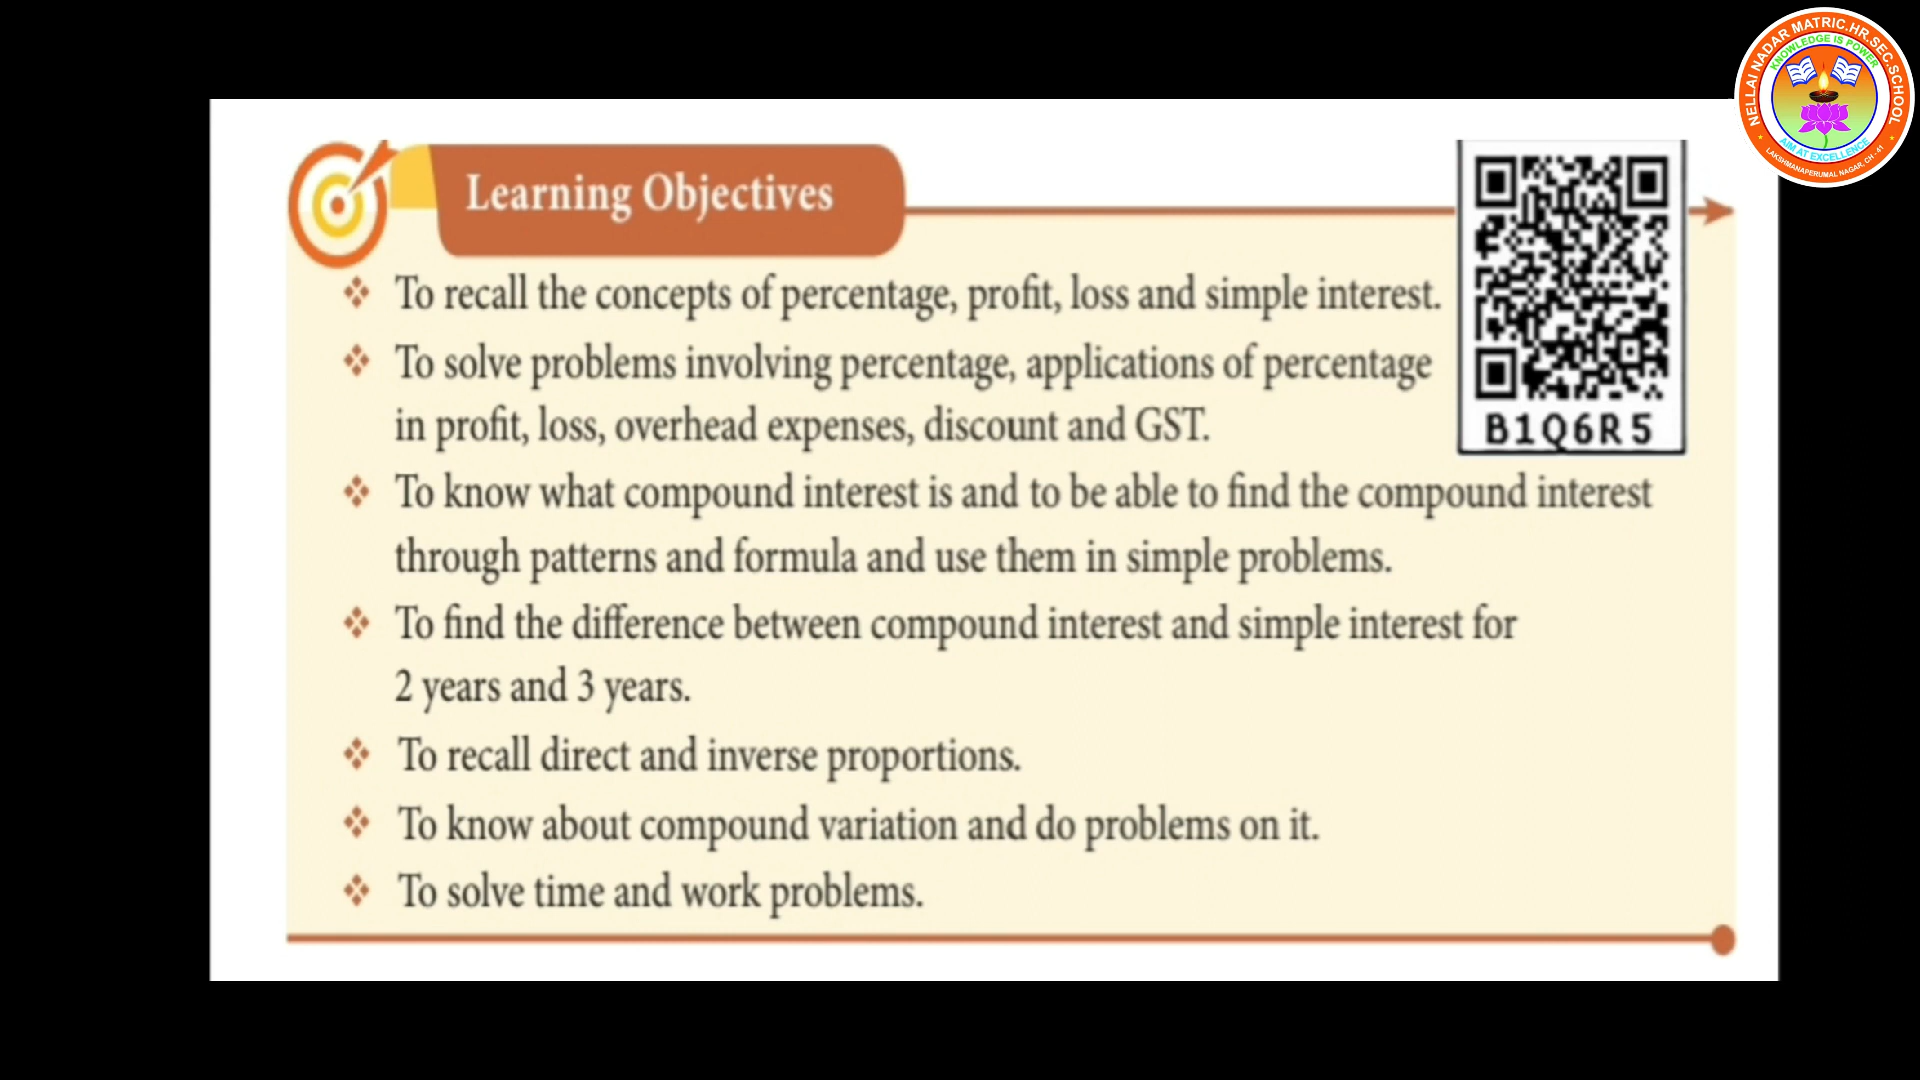 NELLAI NADAR MATRIC.HR.SEC.SCHOOL
KNOWLEDGE IS POWER
AIM AT EXCELLENCE
LAKSHMANAPERUMAL NAGAR, CH - 41
Learning Objectives
To recall the concepts of percentage, profit, loss and simple interest.
To solve problems involving percentage, applications of percentage
in profit, loss, overhead expenses, discount and GST.
B1Q6R5
To know what compound interest is and to be able to find the compound interest
through patterns and formula and use them in simple problems.
To find the difference between compound interest and simple interest for
2 years and 3 years.
To recall direct and inverse proportions.
To know about compound variation and do problems on it.
To solve time and work problems.